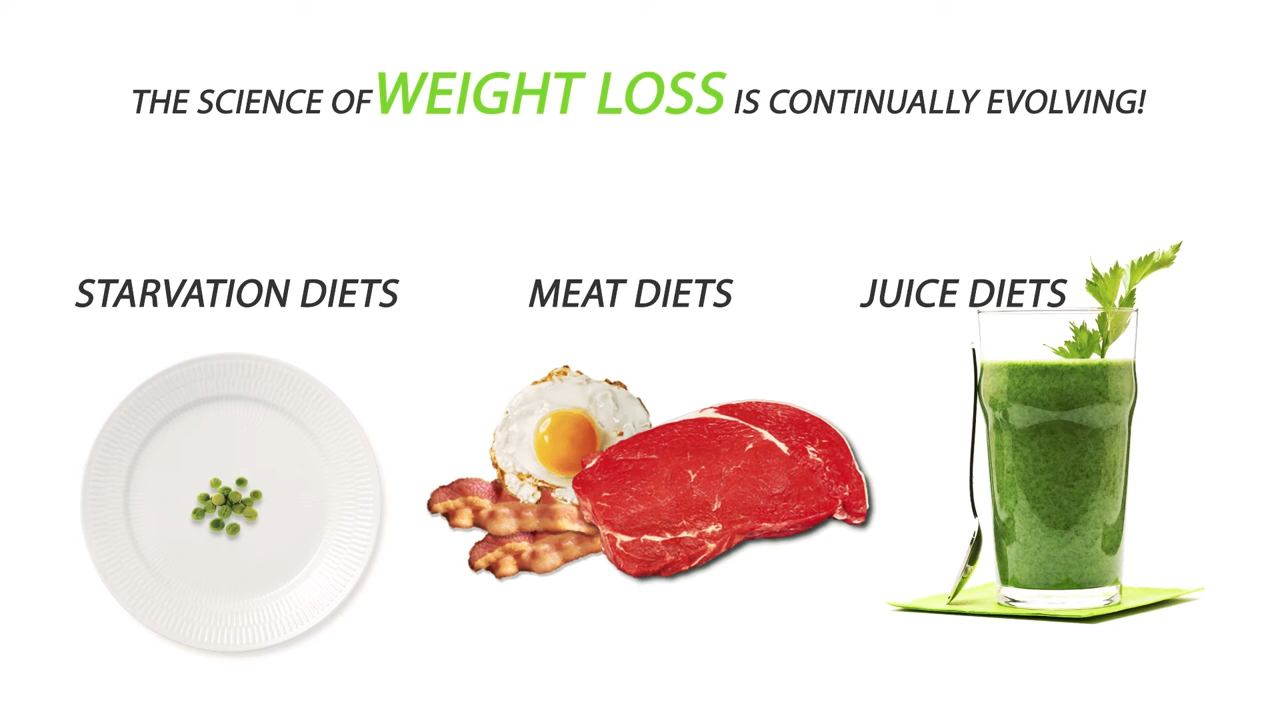 THE SCIENCE OF WEIGHT LOSS IS CONTINUALLY EVOLVING!
STARVATION DIETS
MEAT DIETS
JUICE DIETS